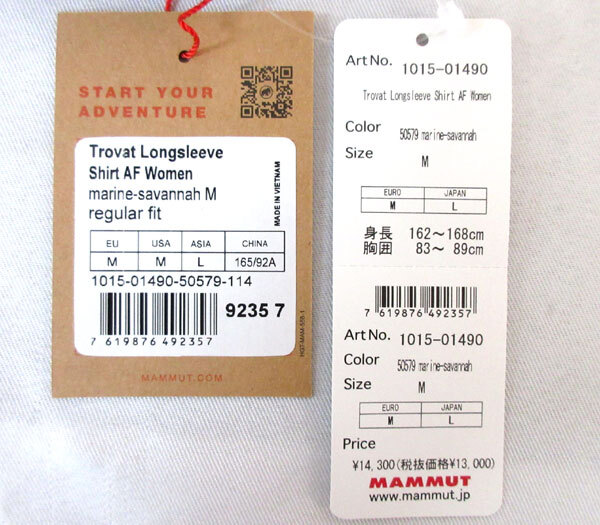 START YOUR
ADVENTURE
Trovat Longsleeve
Shirt AF Women
marine-savannah M
regular fit
MADE IN VIETNAM
EU USA ASIA CHINA
M M L 165/92A
1015-01490-50579-114
9235 7
7 619876 492357
HGT-MAM-558-1
MAMMUT.COM
Art No. 1015-01490
Trovat Longsleeve Shirt AF Women
Color 50579 marine-savannah
Size M
EURO JAPAN
M L
身長 162～168cm
胸囲 83～ 89cm
7 619876 492357
Art No. 1015-01490
Color 50579 marine-savannah
Size M
EURO JAPAN
M L
Price
¥14,300(税抜価格¥13,000)
MAMMUT
www.mammut.jp